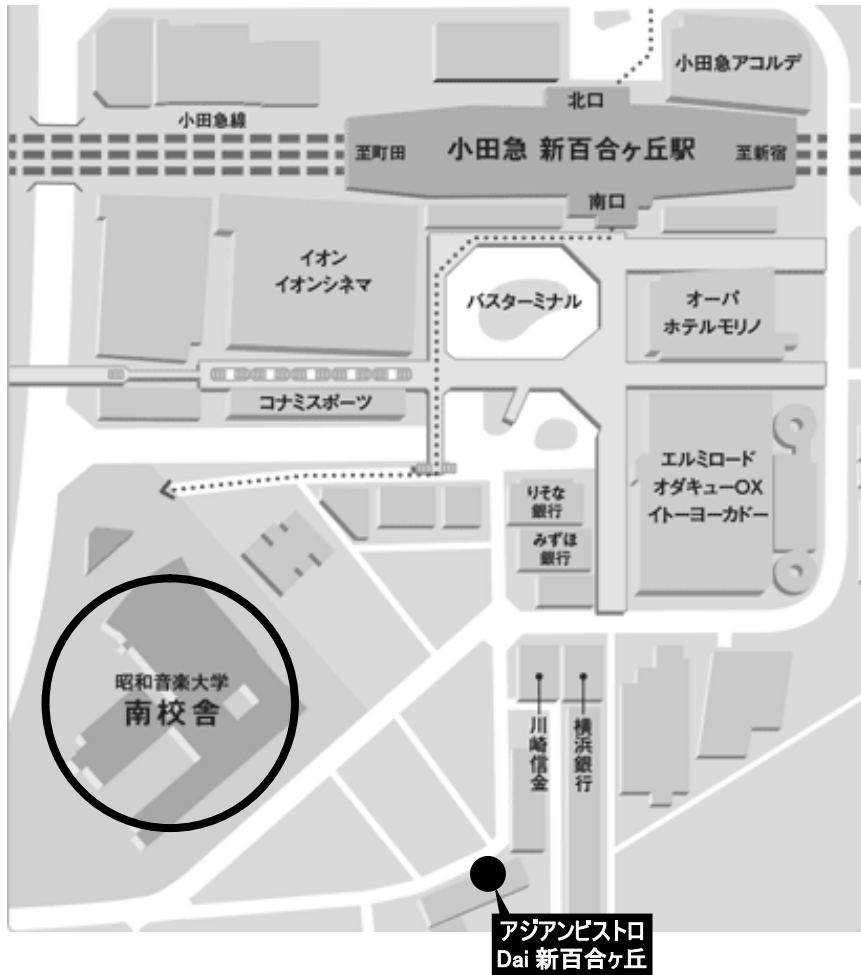 小田急アコルデ
北口
小田急線
至町田
小田急 新百合ヶ丘駅
至新宿
南口
イオン
イオンシネマ
バスターミナル
オーパ
ホテルモリノ
コナミスポーツ
エルミロード
オダキューOX
イトーヨーカドー
りそな
銀行
みずほ
銀行
昭和音楽大学
南校舎
川崎信金
横浜銀行
アジアンビストロ
Dai 新百合ヶ丘